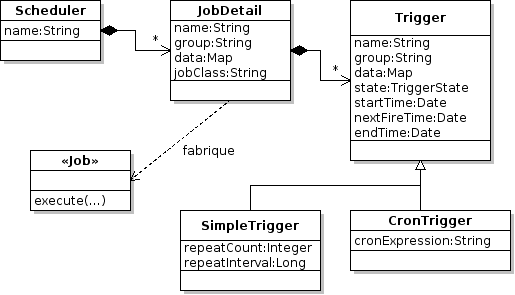 Scheduler
name:String
*
JobDetail
name:String
group:String
data:Map
jobClass:String
*
Trigger
name:String
group:String
data:Map
state:TriggerState
startTime:Date
nextFireTime:Date
endTime:Date
fabrique
«Job»
execute(...)
SimpleTrigger
repeatCount:Integer
repeatInterval:Long
CronTrigger
cronExpression:String